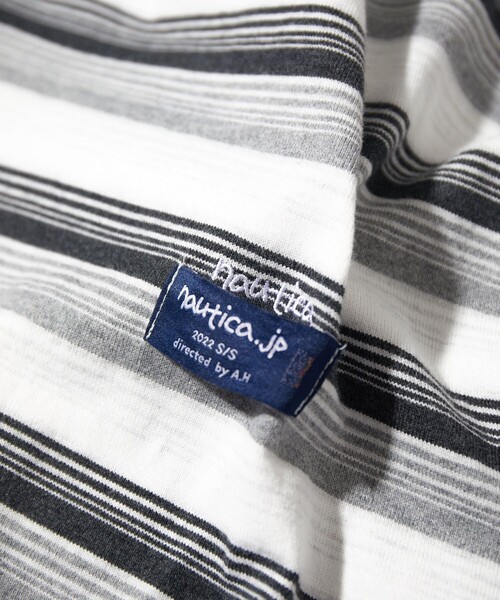 nautica
nautica.jp
2022 S/S
directed by A.H